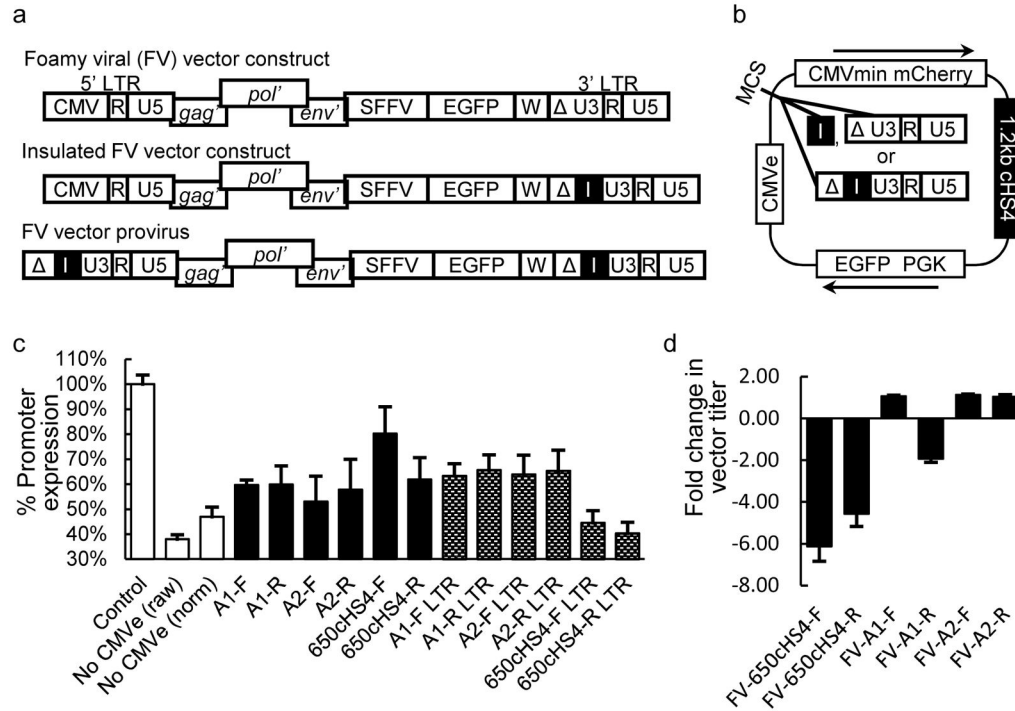 a
Foamy viral (FV) vector construct
5' LTR 3' LTR
CMV R U5 gag' pol' env' SFFV EGFP W Δ U3 R U5
Insulated FV vector construct
CMV R U5 gag' pol' env' SFFV EGFP W Δ I U3 R U5
FV vector provirus
Δ I U3 R U5 gag' pol' env' SFFV EGFP W Δ I U3 R U5
b
CMVmin mCherry
MCS
I , Δ U3 R U5
or
Δ I U3 R U5
CMVe
1.2kb cHS4
EGFP PGK
c
% Promoter
expression
110%
100%
90%
80%
70%
60%
50%
40%
30%
Control
No CMVe (raw)
No CMVe (norm)
A1-F
A1-R
A2-F
A2-R
650cHS4-F
650cHS4-R
A1-F LTR
A1-R LTR
A2-F LTR
A2-R LTR
650cHS4-F LTR
650cHS4-R LTR
d
Fold change in
vector titer
2.00
0.00
-2.00
-4.00
-6.00
-8.00
FV-650cHS4-F
FV-650cHS4-R
FV-A1-F
FV-A1-R
FV-A2-F
FV-A2-R